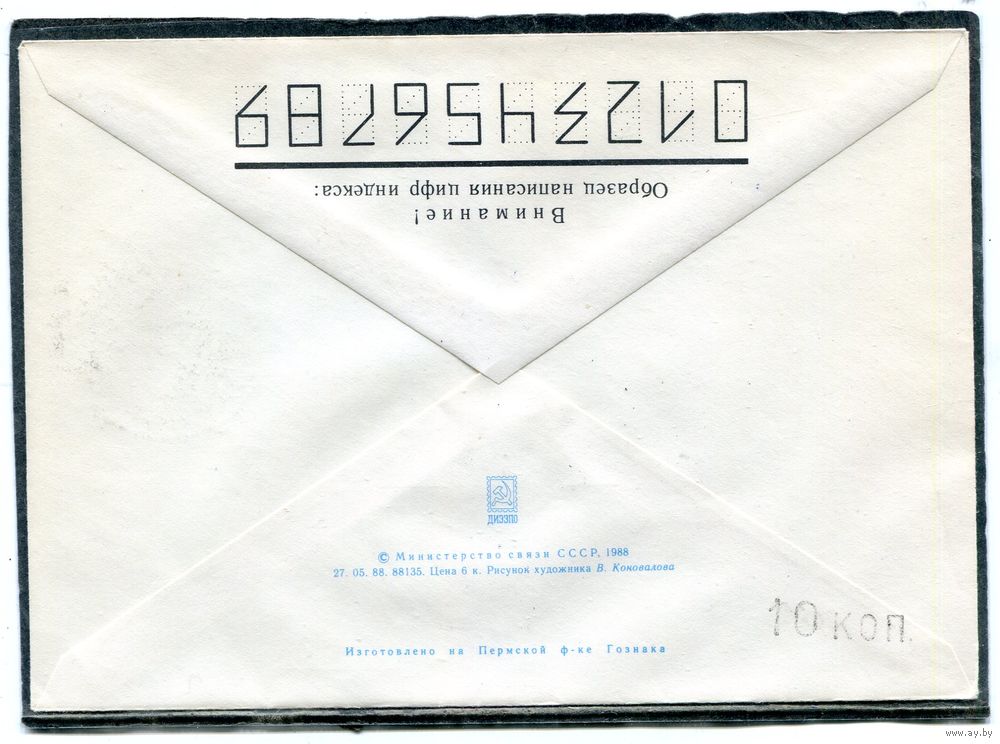 Внимание!
Образец написания цифр индекса:
0123456789
ДИЭЗПО
© Министерство связи СССР, 1988
27. 05. 88. 88135. Цена 6 к. Рисунок художника В. Коновалова
10 коп.
Изготовлено на Пермской ф-ке Гознака
www.ay.by